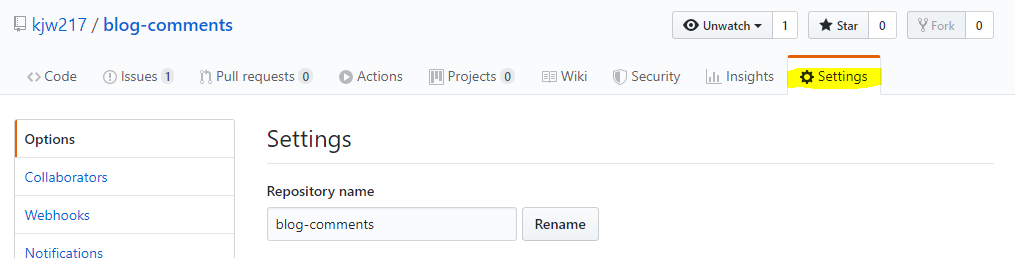 kjw217 / blog-comments
Unwatch 1 Star 0 Fork 0
Code Issues 1 Pull requests 0 Actions Projects 0 Wiki Security Insights Settings
Options
Collaborators
Webhooks
Notifications
Settings
Repository name
blog-comments Rename